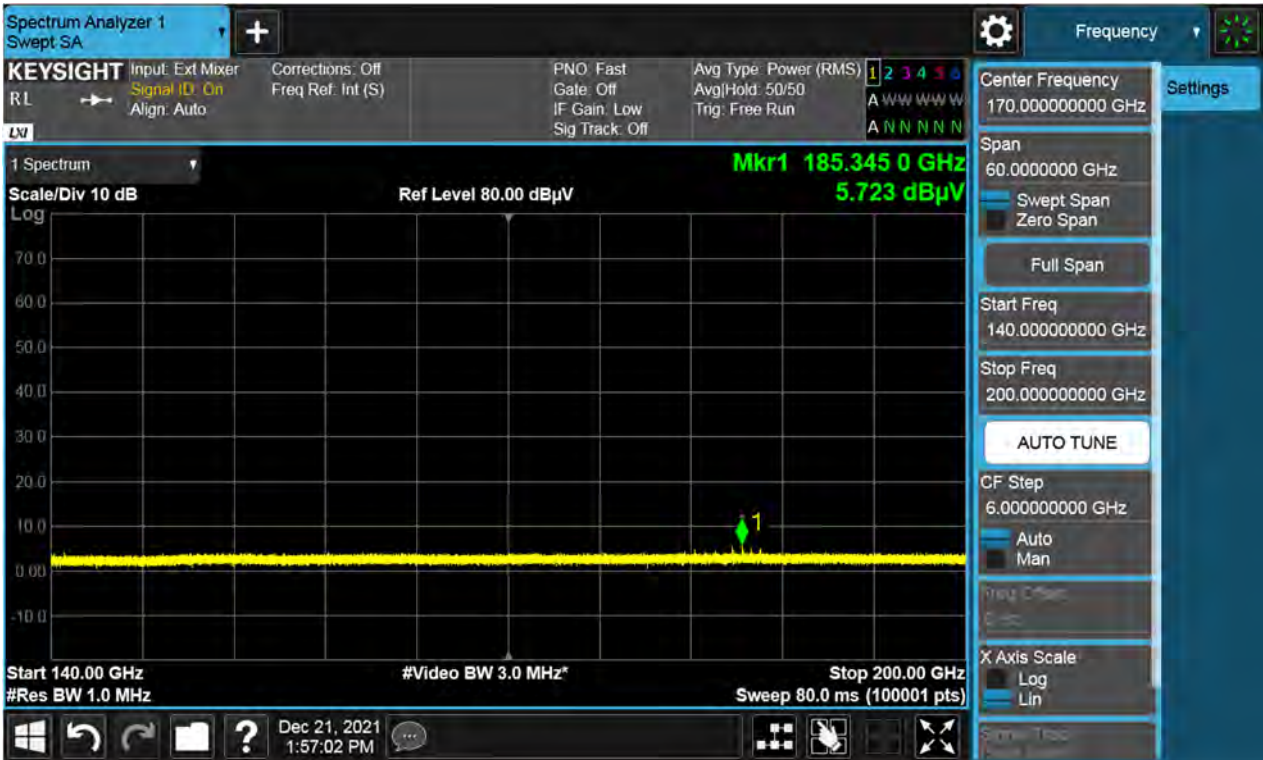 Spectrum Analyzer 1
Swept SA
+
Frequency
KEYSIGHT
RL
LXI
Input: Ext Mixer
Signal ID: On
Align: Auto
Corrections: Off
Freq Ref: Int (S)
PNO: Fast
Gate: Off
IF Gain: Low
Sig Track: Off
Avg Type: Power (RMS)
Avg|Hold: 50/50
Trig: Free Run
1 2 3 4 5 6
A W W W W W
A N N N N N
1 Spectrum
Mkr1 185.345 0 GHz
Scale/Div 10 dB
Ref Level 80.00 dBµV
5.723 dBµV
Log
70.0
60.0
50.0
40.0
30.0
20.0
10.0
0.00
-10.0
1
Start 140.00 GHz
#Video BW 3.0 MHz*
Stop 200.00 GHz
#Res BW 1.0 MHz
Sweep 80.0 ms (100001 pts)
Center Frequency
170.000000000 GHz
Settings
Span
60.0000000 GHz
Swept Span
Zero Span
Full Span
Start Freq
140.000000000 GHz
Stop Freq
200.000000000 GHz
AUTO TUNE
CF Step
6.000000000 GHz
Auto
Man
Freq Offset
X Axis Scale
Log
Lin
?
Dec 21, 2021
1:57:02 PM